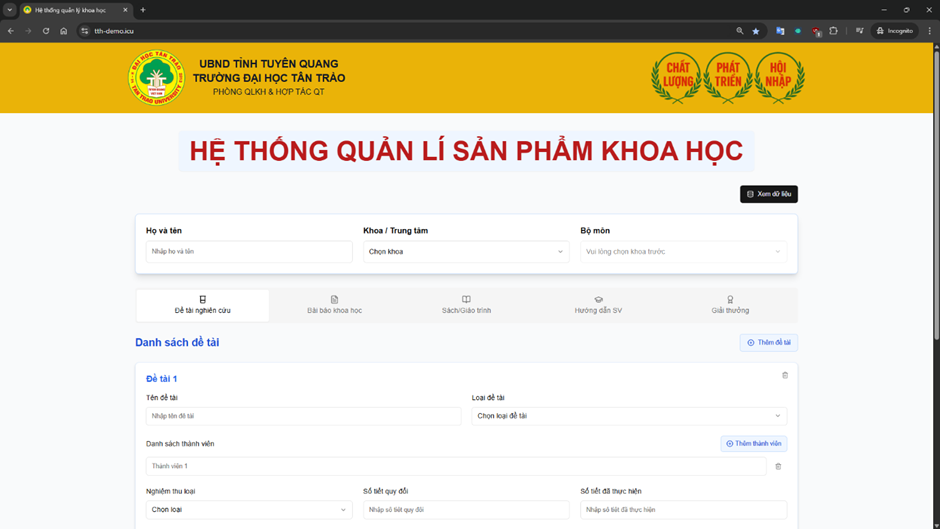 Hệ thống quản lý khoa học
tth-demo.icu
Incognito
ĐẠI HỌC TÂN TRÀO
TAN TRAO UNIVERSITY
UBND TỈNH TUYÊN QUANG
TRƯỜNG ĐẠI HỌC TÂN TRÀO
PHÒNG QLKH & HỢP TÁC QT
CHẤT LƯỢNG
PHÁT TRIỂN
HỘI NHẬP
HỆ THỐNG QUẢN LÍ SẢN PHẨM KHOA HỌC
Xem dữ liệu
Họ và tên
Khoa / Trung tâm
Bộ môn
Nhập họ và tên
Chọn khoa
Vui lòng chọn khoa trước
Đề tài nghiên cứu
Bài báo khoa học
Sách/Giáo trình
Hướng dẫn SV
Giải thưởng
Danh sách đề tài
Thêm đề tài
Đề tài 1
Tên đề tài
Loại đề tài
Nhập tên đề tài
Chọn loại đề tài
Danh sách thành viên
Thêm thành viên
Thành viên 1
Nghiệm thu loại
Số tiết quy đổi
Số tiết đã thực hiện
Chọn loại
Nhập số tiết quy đổi
Nhập số tiết đã thực hiện